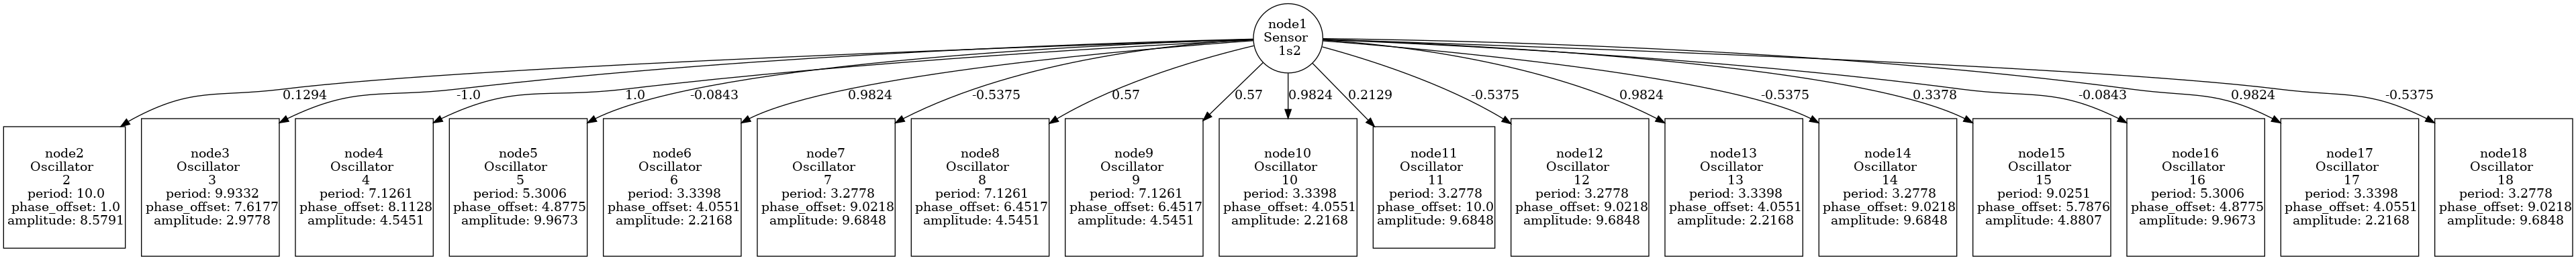 node1
Sensor
1s2
0.1294
-1.0
1.0
-0.0843
0.9824
-0.5375
0.57
0.57
0.9824
0.2129
-0.5375
0.9824
-0.5375
0.3378
-0.0843
0.9824
-0.5375
node2
Oscillator
2
period: 10.0
phase_offset: 1.0
amplitude: 8.5791
node3
Oscillator
3
period: 9.9332
phase_offset: 7.6177
amplitude: 2.9778
node4
Oscillator
4
period: 7.1261
phase_offset: 8.1128
amplitude: 4.5451
node5
Oscillator
5
period: 5.3006
phase_offset: 4.8775
amplitude: 9.9673
node6
Oscillator
6
period: 3.3398
phase_offset: 4.0551
amplitude: 2.2168
node7
Oscillator
7
period: 3.2778
phase_offset: 9.0218
amplitude: 9.6848
node8
Oscillator
8
period: 7.1261
phase_offset: 6.4517
amplitude: 4.5451
node9
Oscillator
9
period: 7.1261
phase_offset: 6.4517
amplitude: 4.5451
node10
Oscillator
10
period: 3.3398
phase_offset: 4.0551
amplitude: 2.2168
node11
Oscillator
11
period: 3.2778
phase_offset: 10.0
amplitude: 9.6848
node12
Oscillator
12
period: 3.2778
phase_offset: 9.0218
amplitude: 9.6848
node13
Oscillator
13
period: 3.3398
phase_offset: 4.0551
amplitude: 2.2168
node14
Oscillator
14
period: 3.2778
phase_offset: 9.0218
amplitude: 9.6848
node15
Oscillator
15
period: 9.0251
phase_offset: 5.7876
amplitude: 4.8807
node16
Oscillator
16
period: 5.3006
phase_offset: 4.8775
amplitude: 9.9673
node17
Oscillator
17
period: 3.3398
phase_offset: 4.0551
amplitude: 2.2168
node18
Oscillator
18
period: 3.2778
phase_offset: 9.0218
amplitude: 9.6848